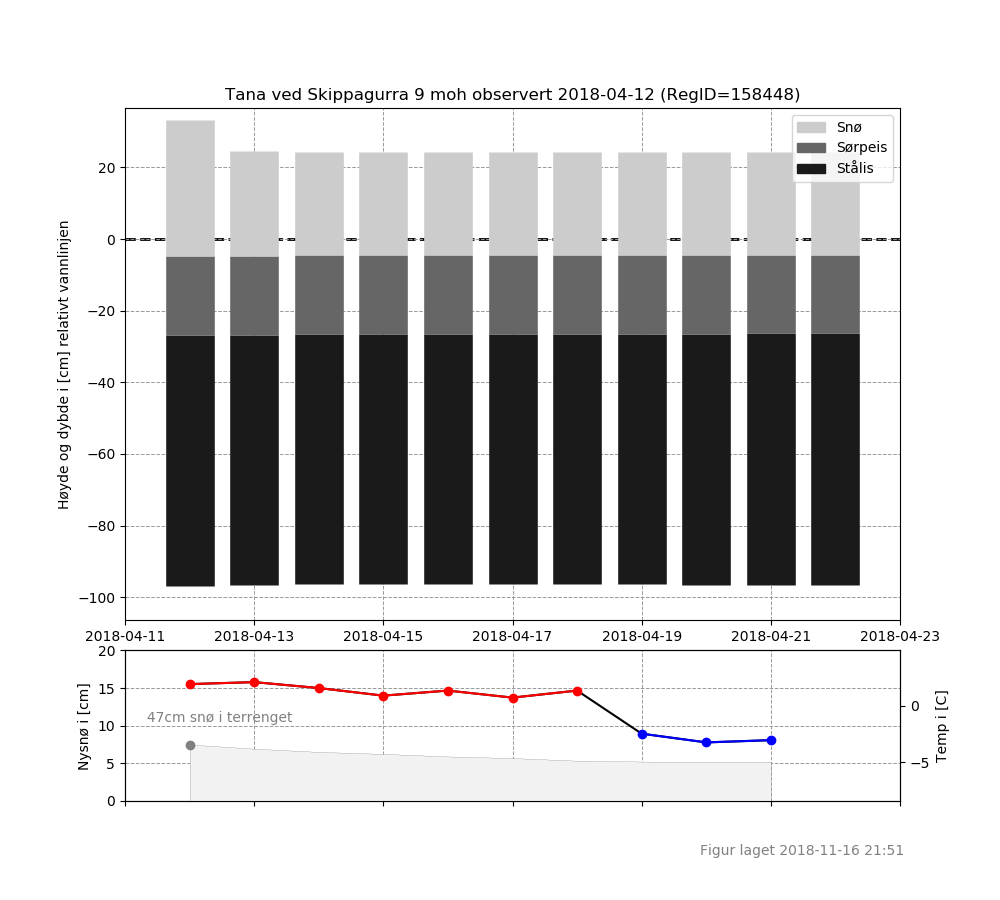 Tana ved Skippagurra 9 moh observert 2018-04-12 (RegID=158448)
Snø
Sørpeis
Stålis
Høyde og dybde i [cm] relativt vannlinjen
20
0
−20
−40
−60
−80
−100
2018-04-11 2018-04-13 2018-04-15 2018-04-17 2018-04-19 2018-04-21 2018-04-23
Nysnø i [cm]
20
15
10
5
0
47cm snø i terrenget
0
−5
Temp i [C]
Figur laget 2018-11-16 21:51